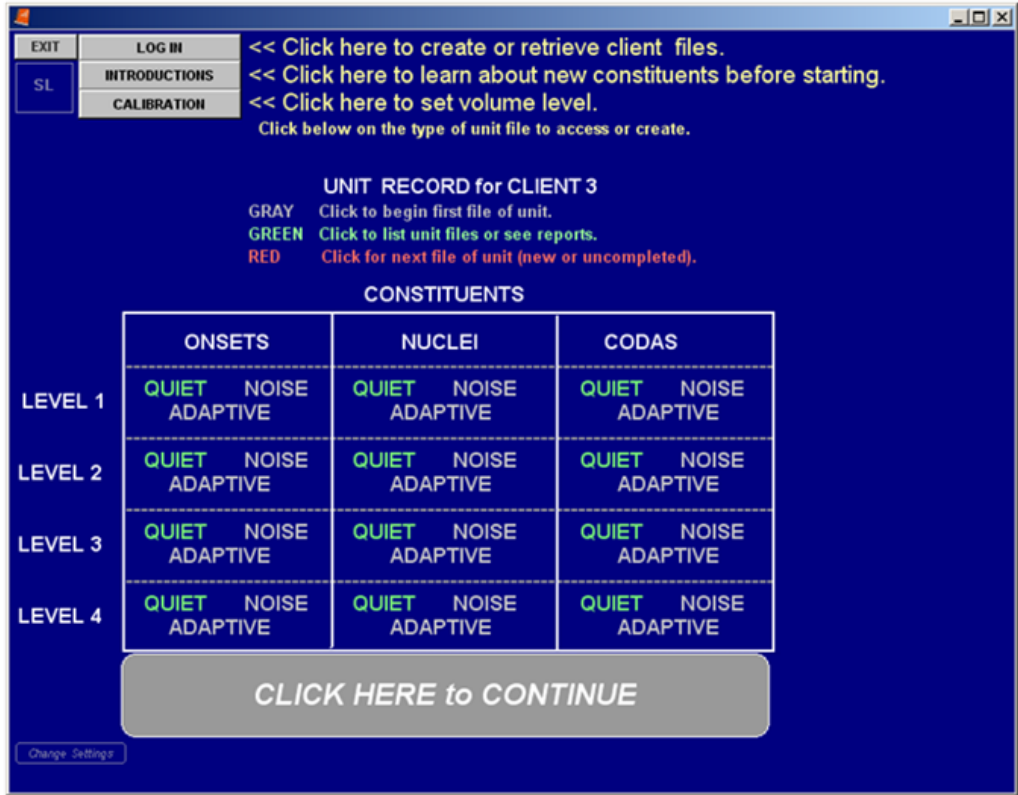 EXIT LOG IN << Click here to create or retrieve client files.
SL INTRODUCTIONS << Click here to learn about new constituents before starting.
CALIBRATION << Click here to set volume level.
Click below on the type of unit file to access or create.
UNIT RECORD for CLIENT 3
GRAY Click to begin first file of unit.
GREEN Click to list unit files or see reports.
RED Click for next file of unit (new or uncompleted).
CONSTITUENTS
ONSETS NUCLEI CODAS
LEVEL 1 QUIET NOISE QUIET NOISE QUIET NOISE
ADAPTIVE ADAPTIVE ADAPTIVE
LEVEL 2 QUIET NOISE QUIET NOISE QUIET NOISE
ADAPTIVE ADAPTIVE ADAPTIVE
LEVEL 3 QUIET NOISE QUIET NOISE QUIET NOISE
ADAPTIVE ADAPTIVE ADAPTIVE
LEVEL 4 QUIET NOISE QUIET NOISE QUIET NOISE
ADAPTIVE ADAPTIVE ADAPTIVE
CLICK HERE to CONTINUE
Change Settings